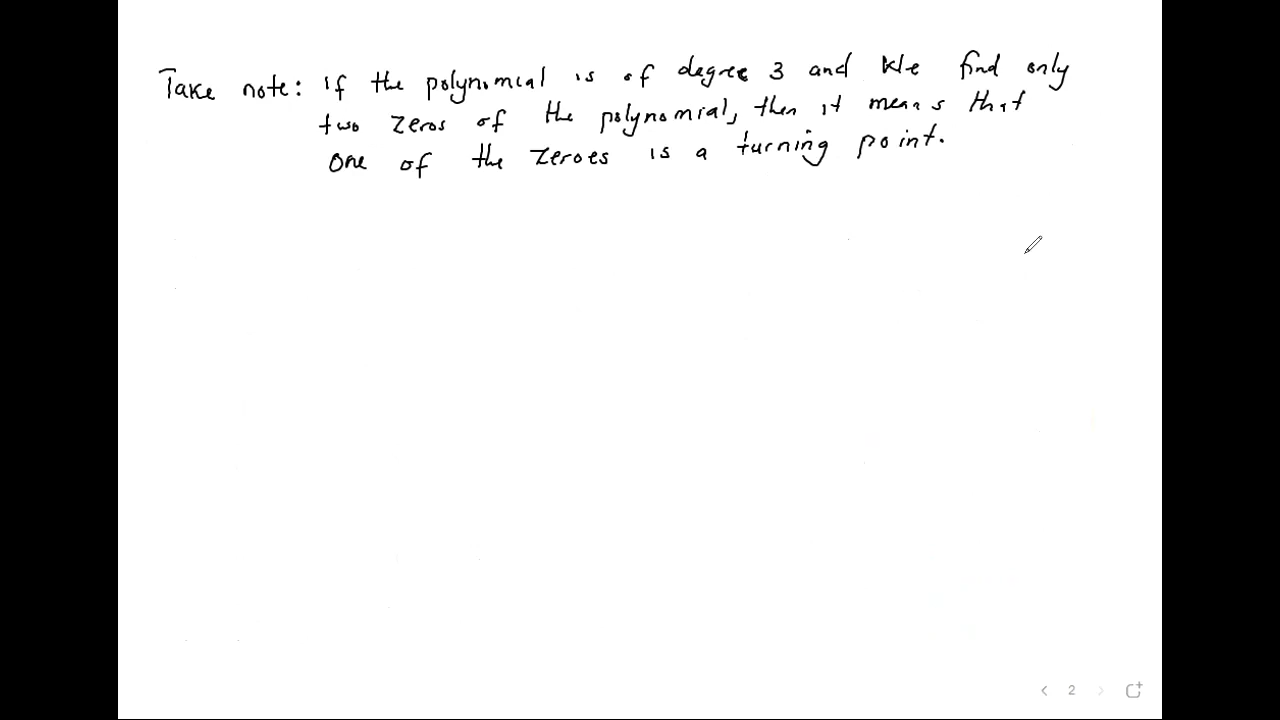 Take note: if the polynomial is of degree 3 and we find only
two zeros of the polynomial, then it means that
one of the zeroes is a turning point.
2